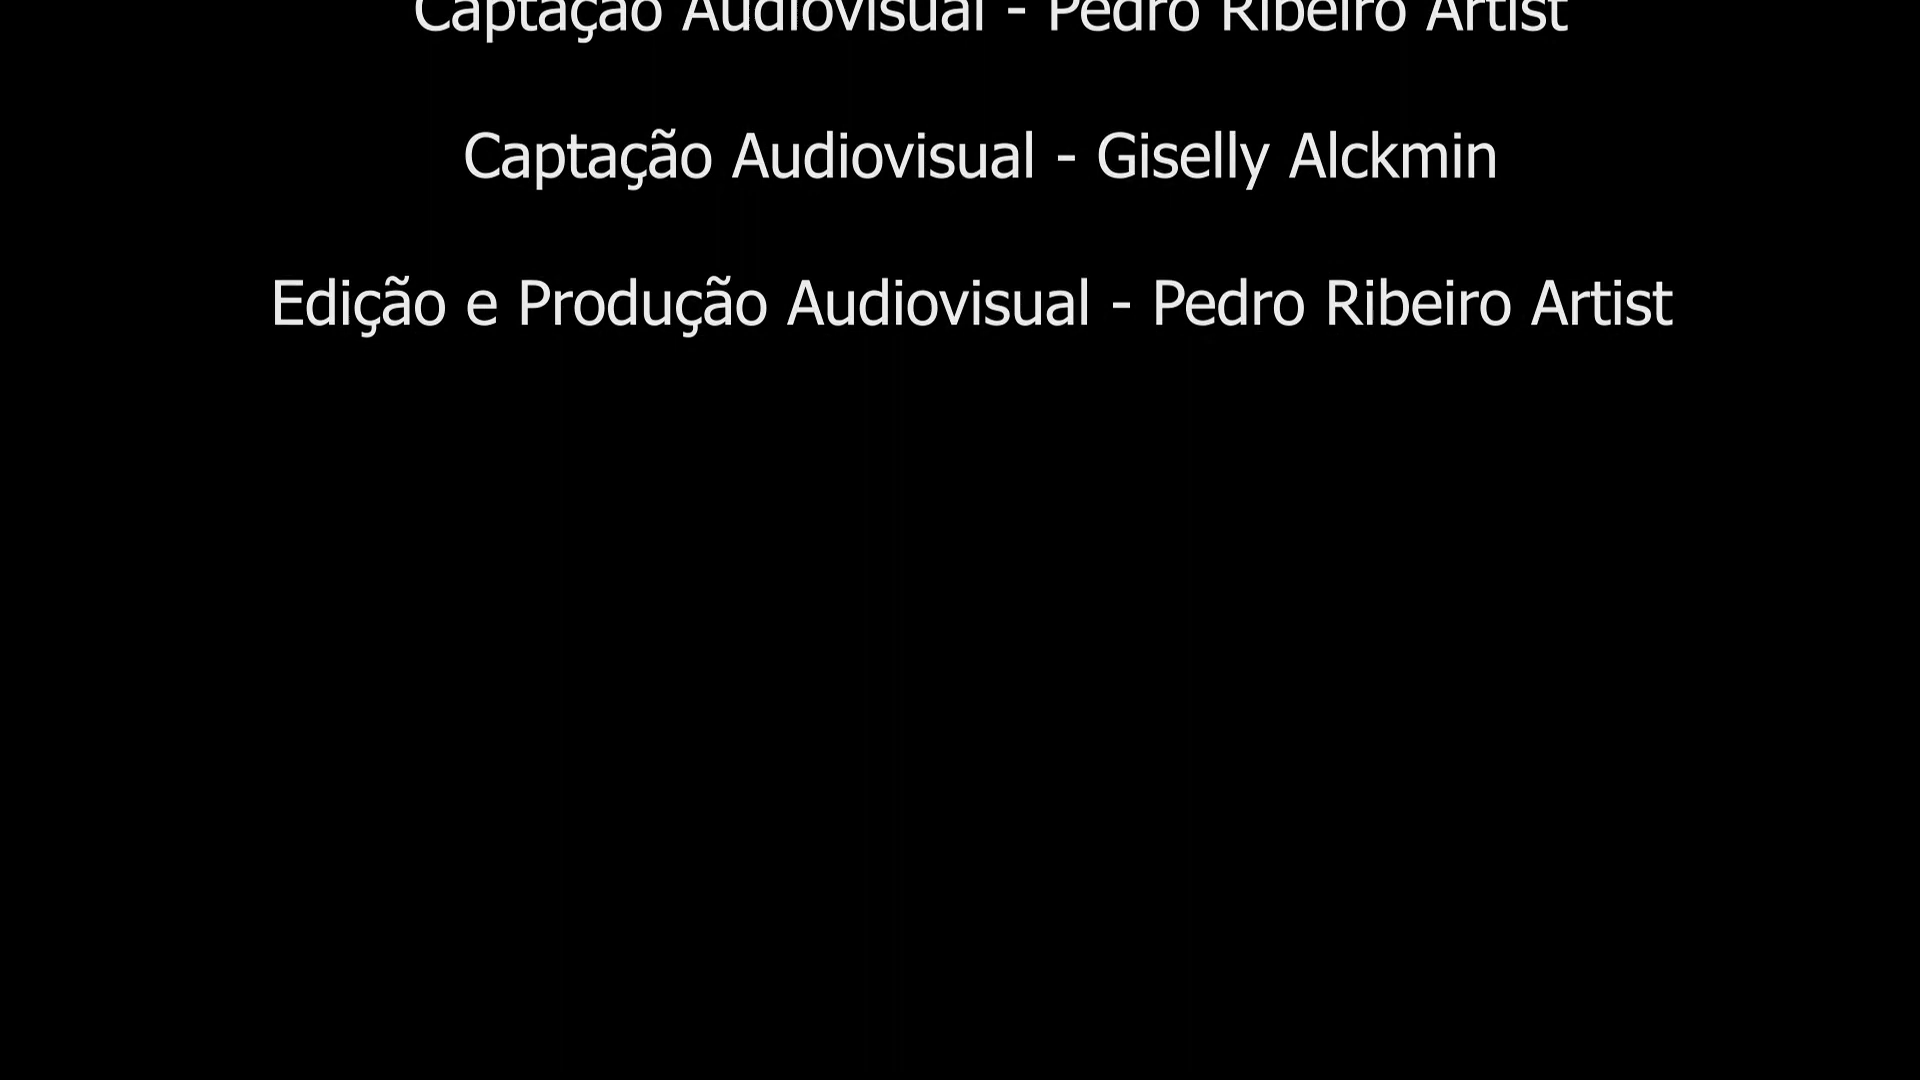 Captação Audiovisual - Pedro Ribeiro Artist
Captação Audiovisual - Giselly Alckmin
Edição e Produção Audiovisual - Pedro Ribeiro Artist